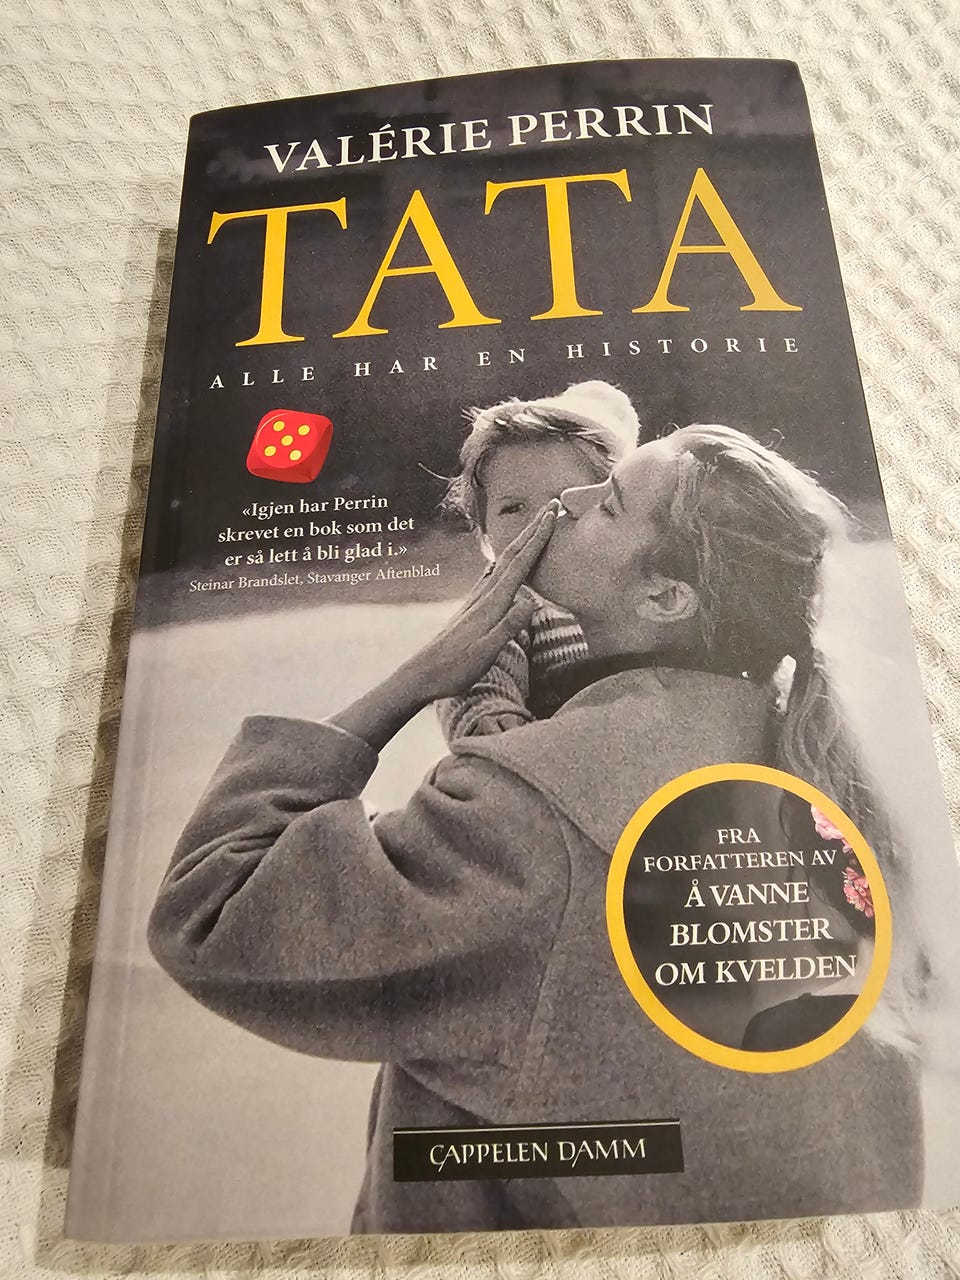 VALÉRIE PERRIN
TATA
ALLE HAR EN HISTORIE
«Igjen har Perrin
skrevet en bok som det
er så lett å bli glad i.»
Steinar Brandslet, Stavanger Aftenblad
FRA
FORFATTEREN AV
Å VANNE
BLOMSTER
OM KVELDEN
CAPPELEN DAMM